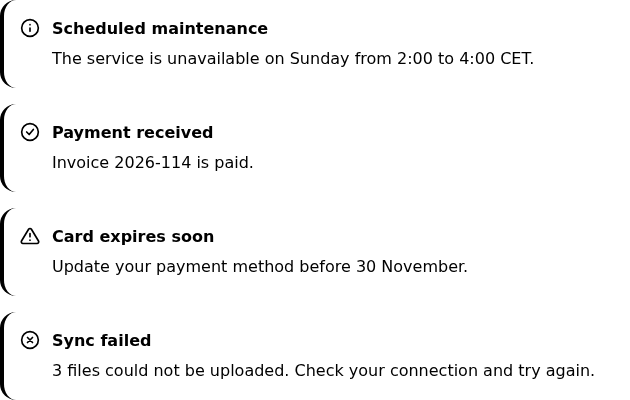 Scheduled maintenance
The service is unavailable on Sunday from 2:00 to 4:00 CET.
Payment received
Invoice 2026-114 is paid.
Card expires soon
Update your payment method before 30 November.
Sync failed
3 files could not be uploaded. Check your connection and try again.